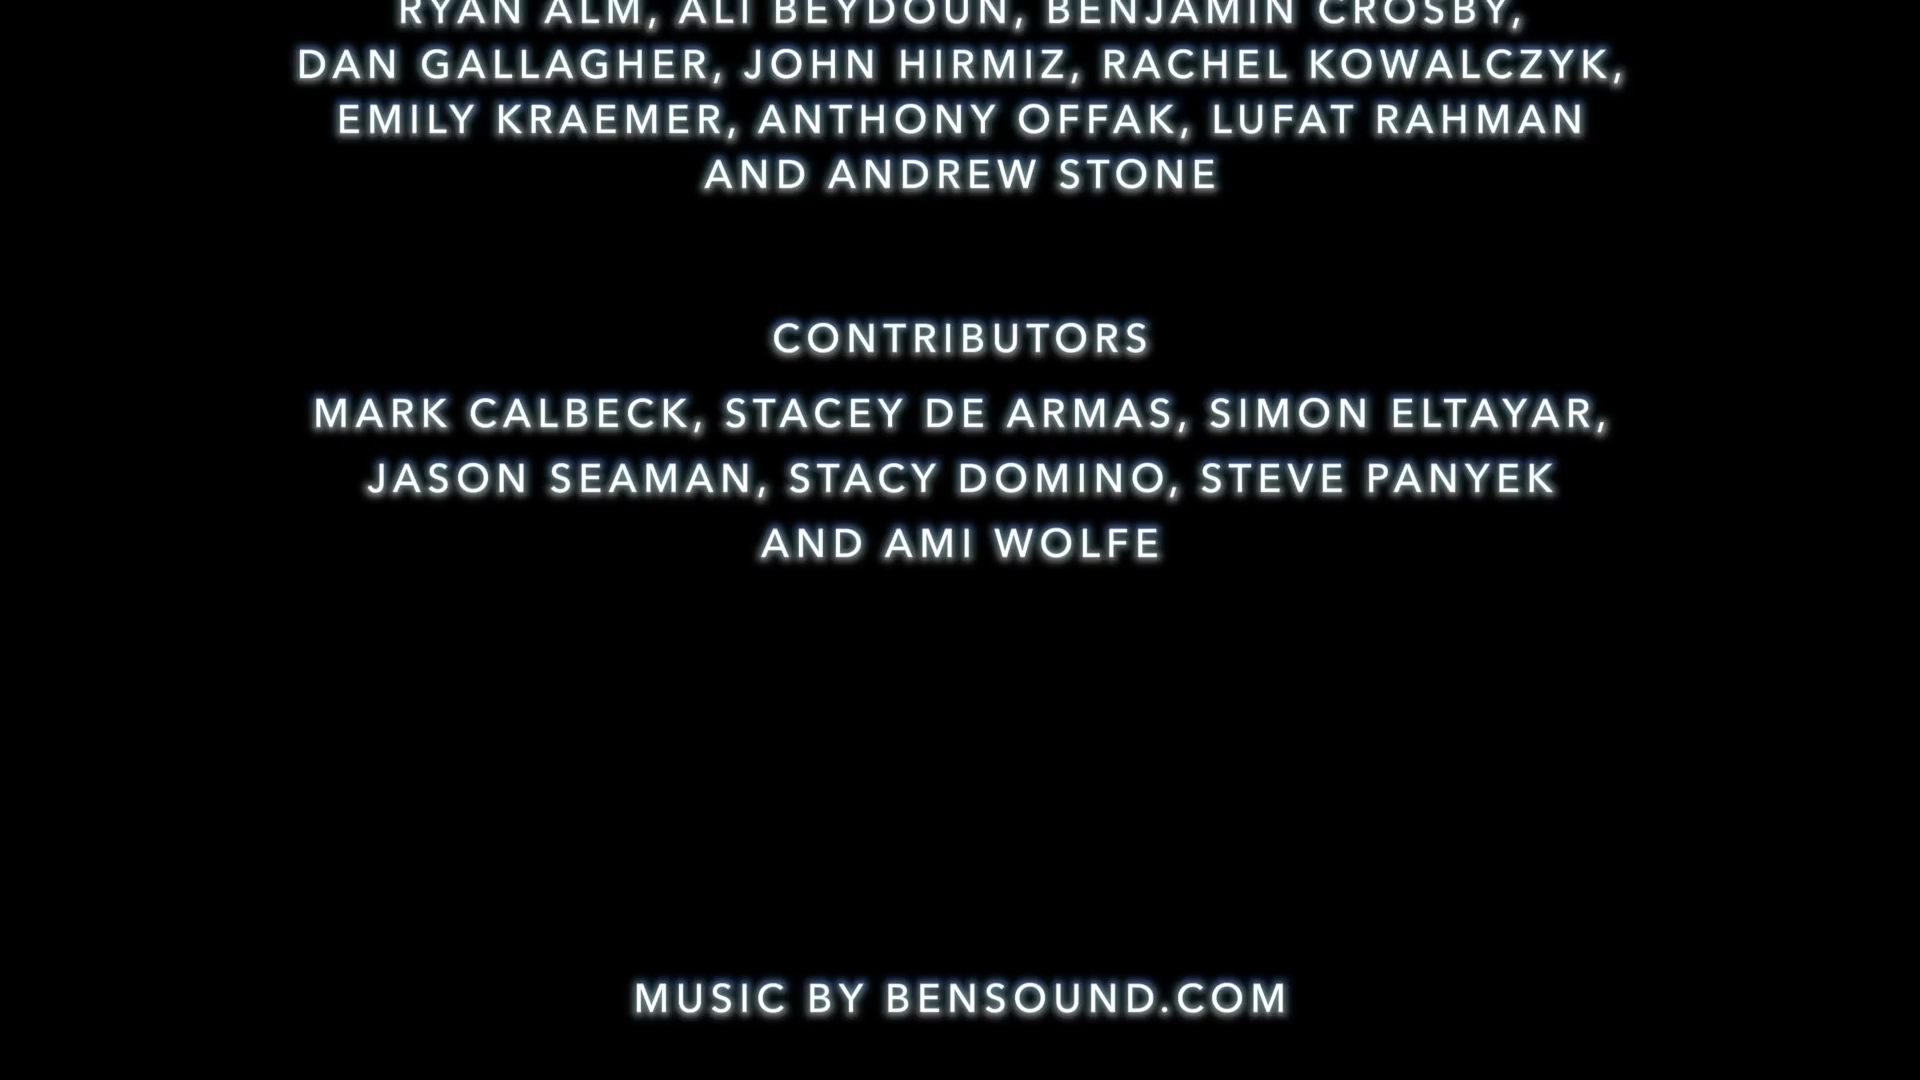 RYAN ALM, ALI BEYDOUN, BENJAMIN CROSBY,
DAN GALLAGHER, JOHN HIRMIZ, RACHEL KOWALCZYK,
EMILY KRAEMER, ANTHONY OFFAK, LUFAT RAHMAN
AND ANDREW STONE
CONTRIBUTORS
MARK CALBECK, STACEY DE ARMAS, SIMON ELTAYAR,
JASON SEAMAN, STACY DOMINO, STEVE PANYEK
AND AMI WOLFE
MUSIC BY BENSOUND.COM